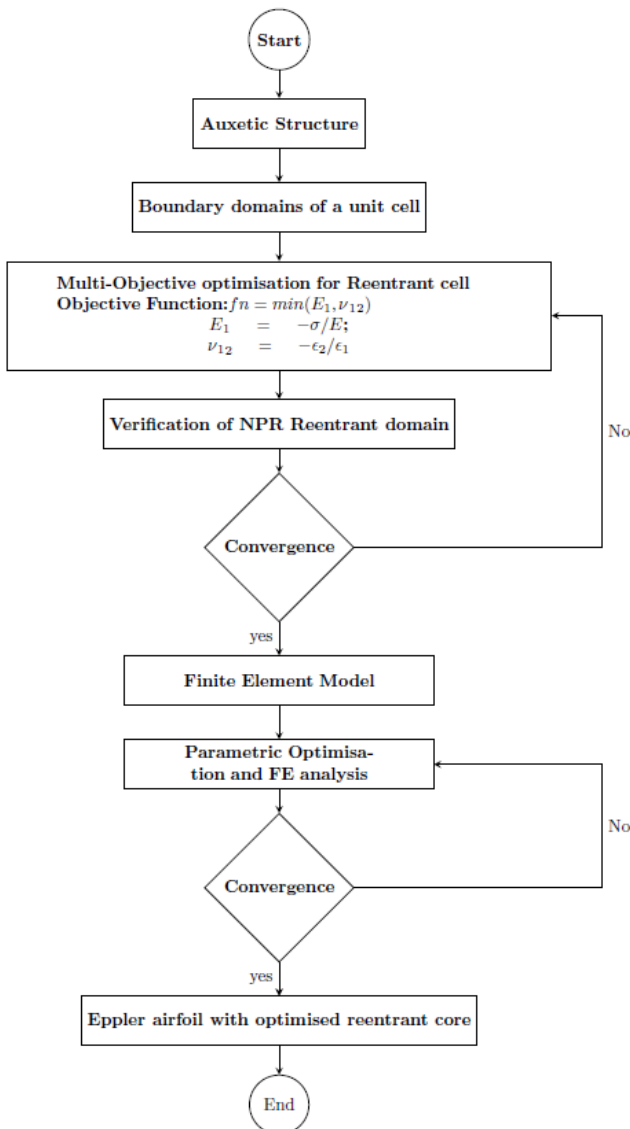 Start
Auxetic Structure
Boundary domains of a unit cell
Multi-Objective optimisation for Reentrant cell
Objective Function:fn = min(E₁, ν₁₂)
E₁ = −σ/E;
ν₁₂ = −ϵ₂/ϵ₁
Verification of NPR Reentrant domain
No
Convergence
yes
Finite Element Model
Parametric Optimisa-
tion and FE analysis
No
Convergence
yes
Eppler airfoil with optimised reentrant core
End